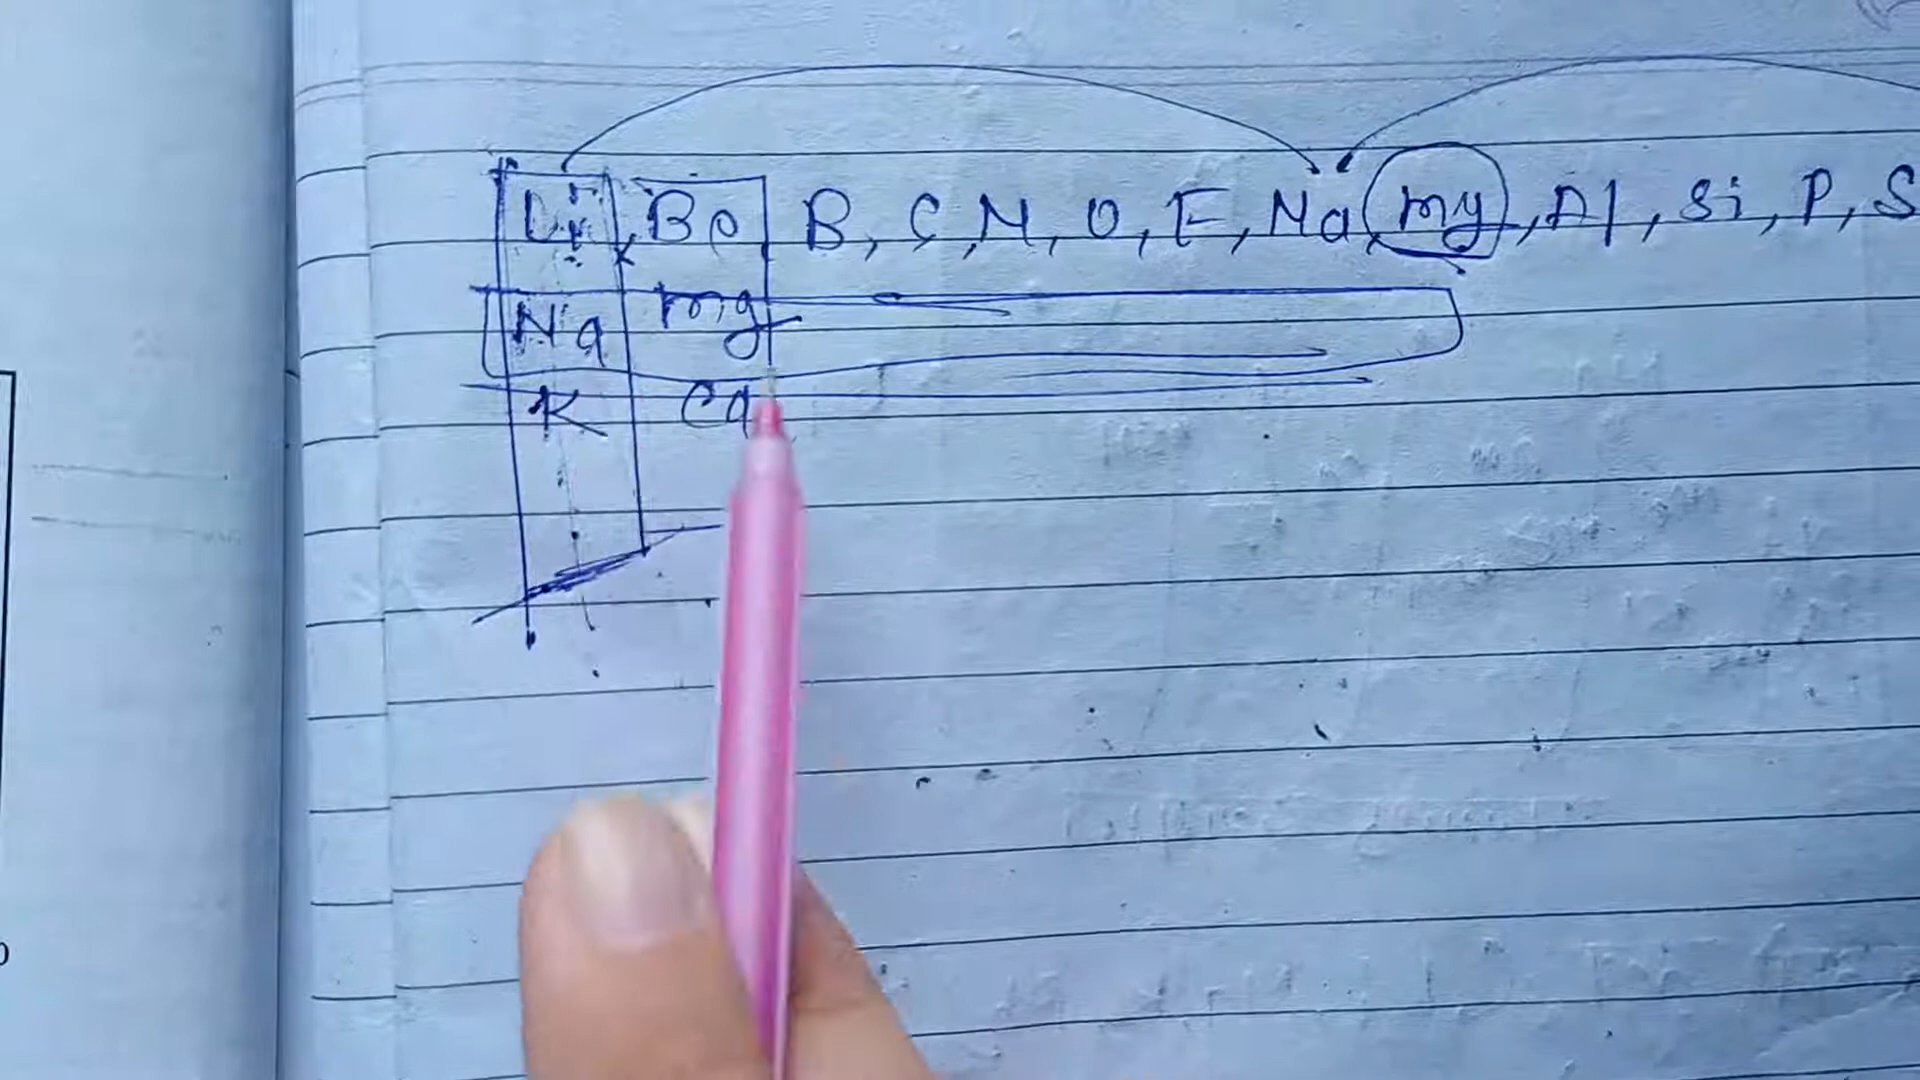 Li, Be, B, C, N, O, F, Na, mg, Al, Si, P, S
Na mg
K Ca